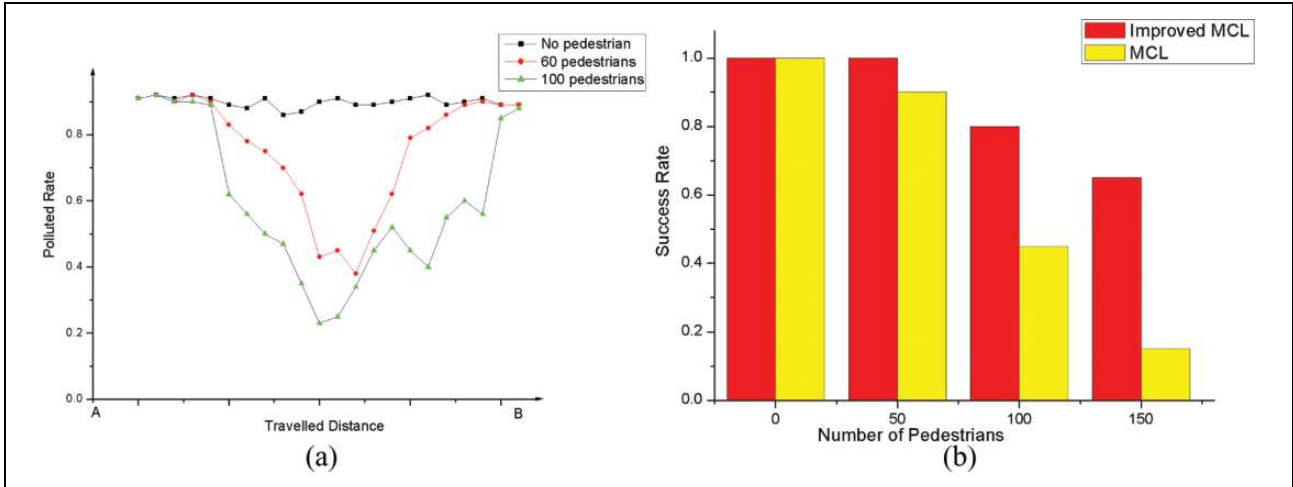 No pedestrian
60 pedestrians
100 pedestrians
Polluted Rate
0.8
0.6
0.4
0.2
0.0
A
B
Travelled Distance
(a)
Improved MCL
MCL
Success Rate
1.0
0.8
0.6
0.4
0.2
0.0
0 50 100 150
Number of Pedestrians
(b)